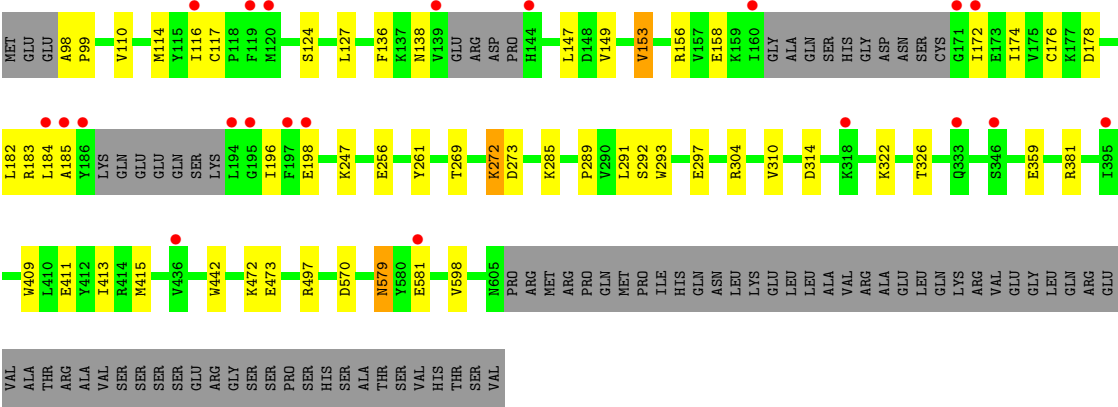 MET GLU GLU A98 P99 V110 M114 Y115 I116 C117 P118 F119 M120 S124 L127 F136 K137 N138 V139 GLU ARG ASP PRO H144 L147 D148 V149 V153 R156 V157 E158 K159 I160 GLY ALA GLN SER HIS GLY ASP ASN SER CYS G171 I172 E173 I174 V175 C176 K177 D178
L182 R183 L184 A185 Y186 LYS GLN GLU GLU GLN SER LYS L194 G195 I196 F197 E198 K247 E256 Y261 T269 K272 D273 K285 P289 V290 L291 S292 W293 E297 R304 V310 D314 K318 K322 T326 Q333 S346 E359 R381 I395
W409 L410 E411 Y412 I413 R414 M415 V436 W442 K472 E473 R497 D570 N579 Y580 E581 V598 N605 PRO ARG MET ARG PRO GLN MET PRO ILE HIS GLN ASN LEU LYS GLU LEU LEU ALA VAL ARG ALA GLU LEU GLN LYS ARG VAL GLU GLY LEU GLN ARG GLU
VAL ALA THR ARG ALA VAL SER SER SER SER GLU ARG GLY SER SER PRO SER HIS SER ALA THR SER VAL HIS THR SER VAL